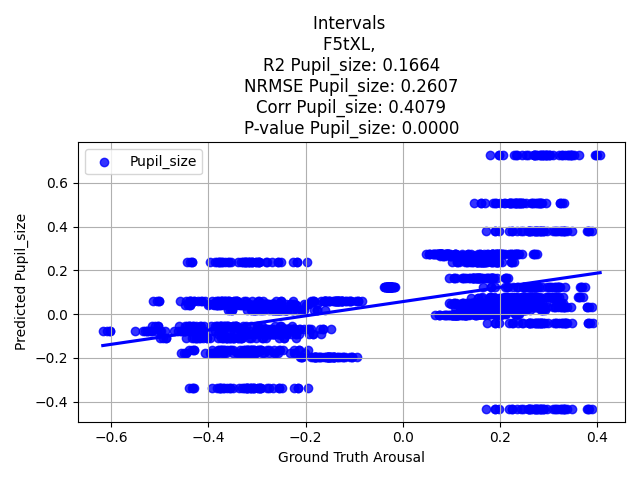 Intervals
F5tXL,
R2 Pupil_size: 0.1664
NRMSE Pupil_size: 0.2607
Corr Pupil_size: 0.4079
P-value Pupil_size: 0.0000
Pupil_size
Predicted Pupil_size
0.6
0.4
0.2
0.0
−0.2
−0.4
−0.6 −0.4 −0.2 0.0 0.2 0.4
Ground Truth Arousal